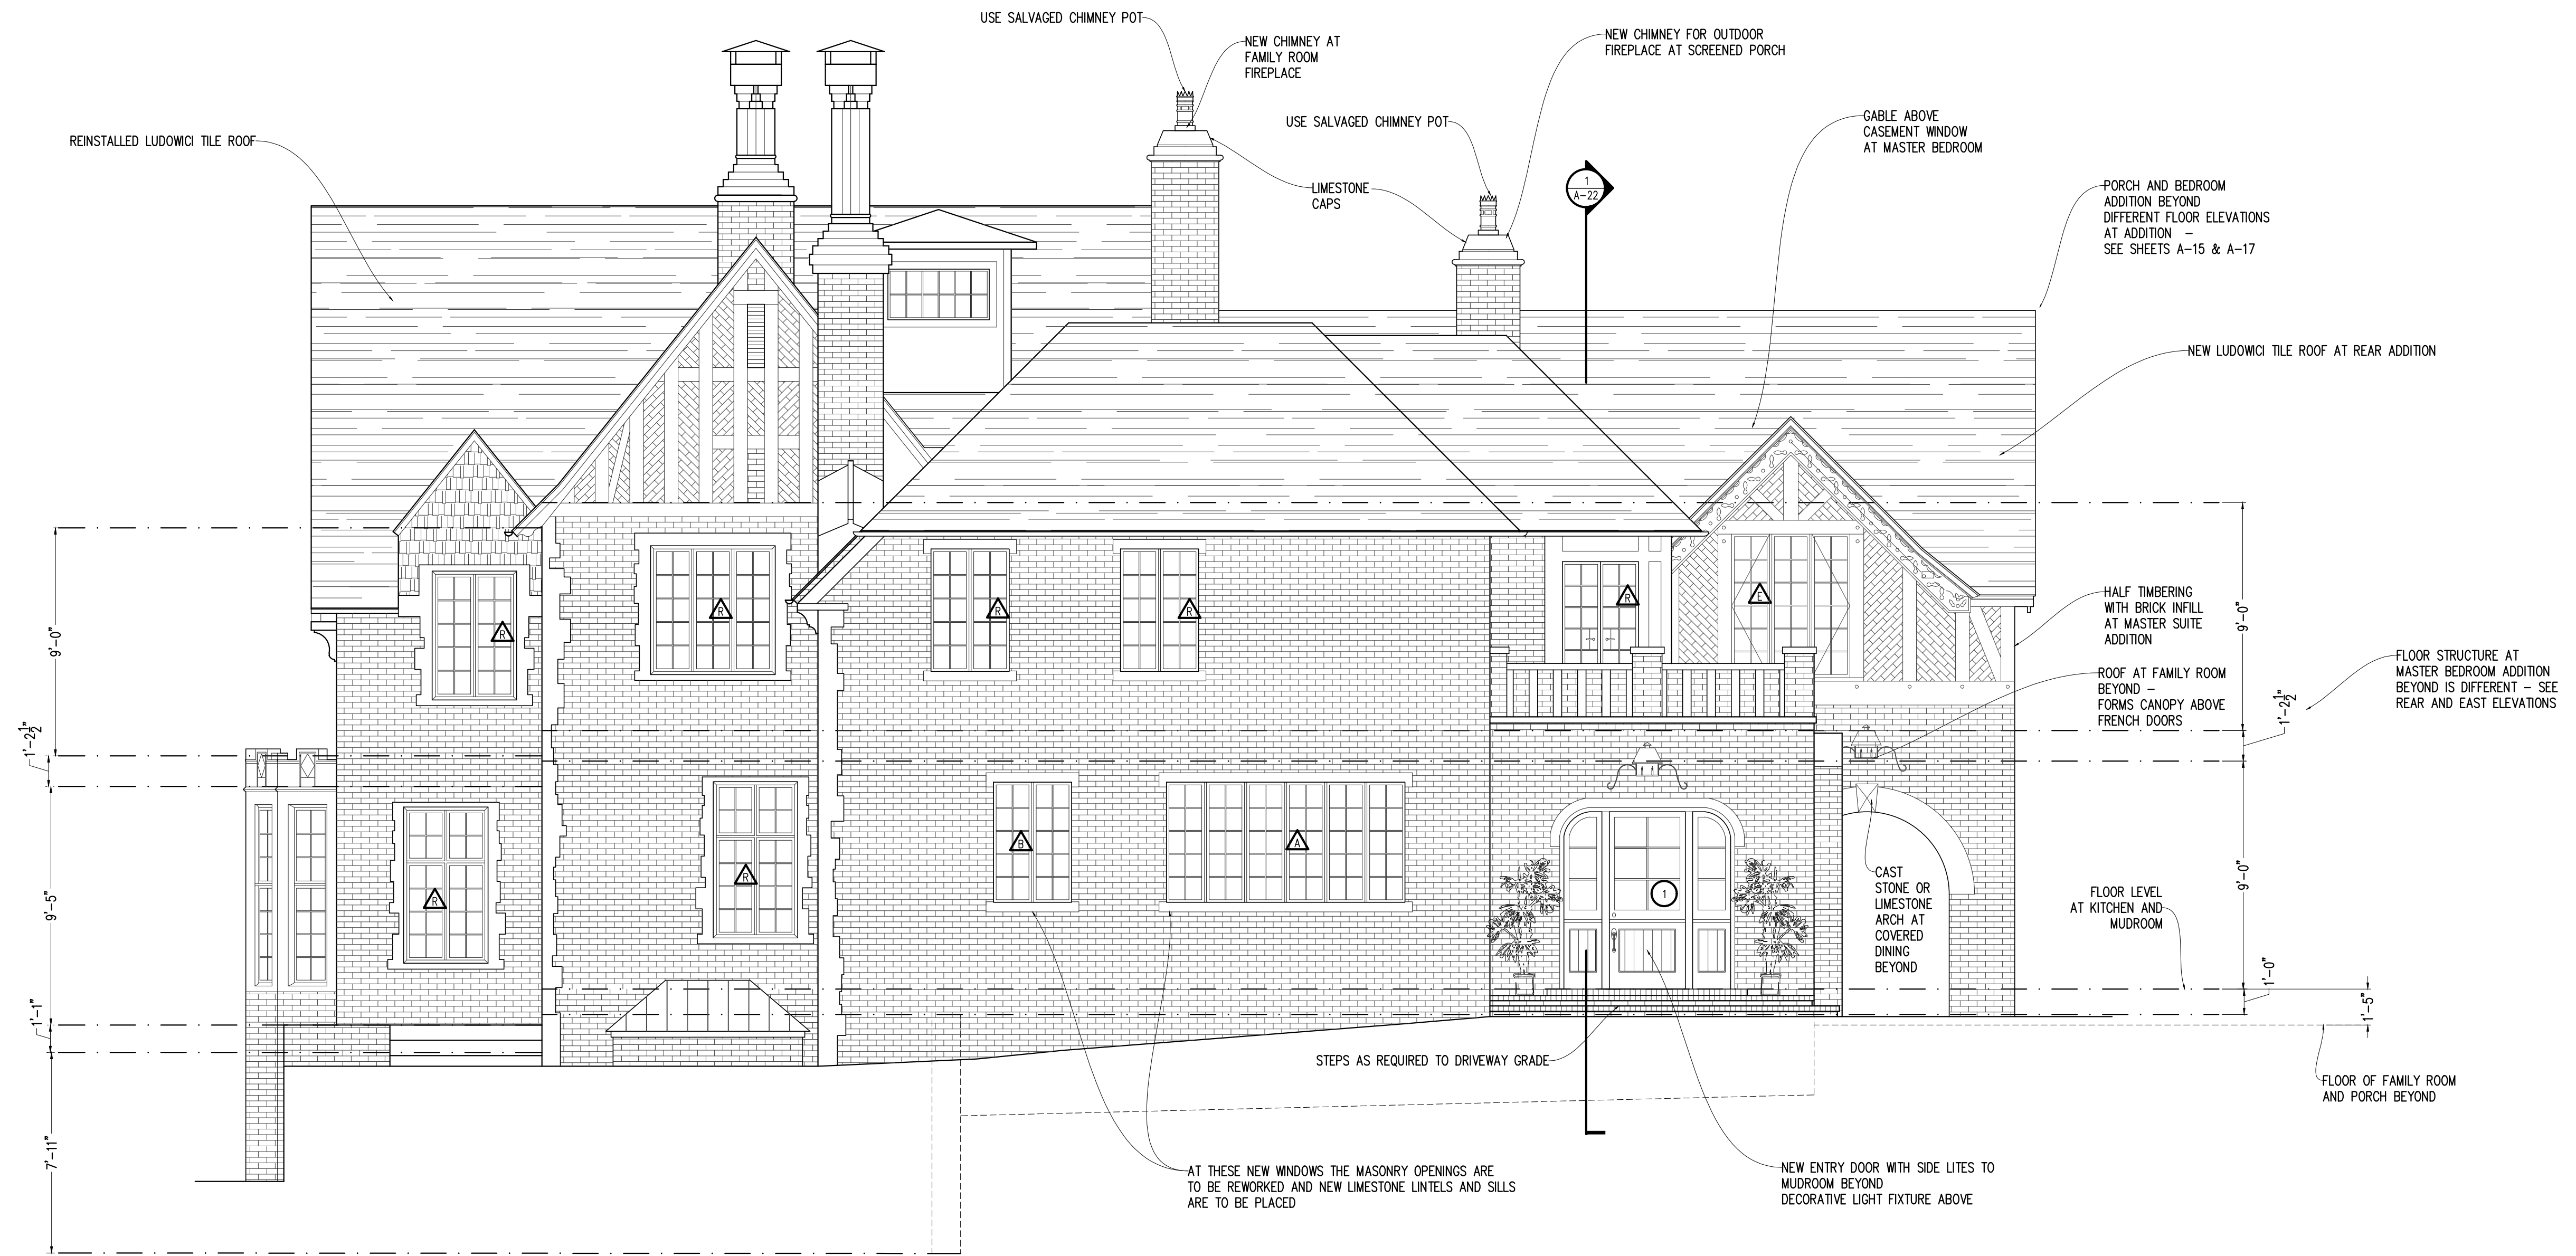 USE SALVAGED CHIMNEY POT
NEW CHIMNEY AT
FAMILY ROOM
FIREPLACE
NEW CHIMNEY FOR OUTDOOR
FIREPLACE AT SCREENED PORCH
REINSTALLED LUDOWICI TILE ROOF
USE SALVAGED CHIMNEY POT
GABLE ABOVE
CASEMENT WINDOW
AT MASTER BEDROOM
LIMESTONE
CAPS
1
A-22
PORCH AND BEDROOM
ADDITION BEYOND
DIFFERENT FLOOR ELEVATIONS
AT ADDITION –
SEE SHEETS A-15 & A-17
NEW LUDOWICI TILE ROOF AT REAR ADDITION
HALF TIMBERING
WITH BRICK INFILL
AT MASTER SUITE
ADDITION
FLOOR STRUCTURE AT
MASTER BEDROOM ADDITION
BEYOND IS DIFFERENT – SEE
REAR AND EAST ELEVATIONS
ROOF AT FAMILY ROOM
BEYOND –
FORMS CANOPY ABOVE
FRENCH DOORS
9'-0"
1'-2½"
9'-5"
1'-1"
7'-11"
R
R
R
R
R
E
R
R
B
A
1
9'-0"
1'-2½"
9'-0"
1'-0"
1'-5"
CAST
STONE OR
LIMESTONE
ARCH AT
COVERED
DINING
BEYOND
FLOOR LEVEL
AT KITCHEN AND
MUDROOM
STEPS AS REQUIRED TO DRIVEWAY GRADE
FLOOR OF FAMILY ROOM
AND PORCH BEYOND
AT THESE NEW WINDOWS THE MASONRY OPENINGS ARE
TO BE REWORKED AND NEW LIMESTONE LINTELS AND SILLS
ARE TO BE PLACED
NEW ENTRY DOOR WITH SIDE LITES TO
MUDROOM BEYOND
DECORATIVE LIGHT FIXTURE ABOVE